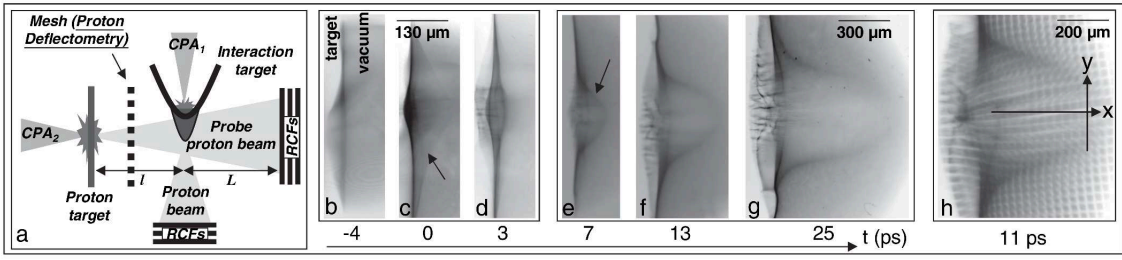 Mesh (Proton
Deflectometry)
CPA1
Interaction
target
CPA2
Probe
proton beam
RCFs
l
L
Proton
target
Proton
beam
RCFs
a
target
vacuum
130 µm
b
c
d
-4
0
3
300 µm
e
f
g
7
13
25
t (ps)
200 µm
y
x
h
11 ps